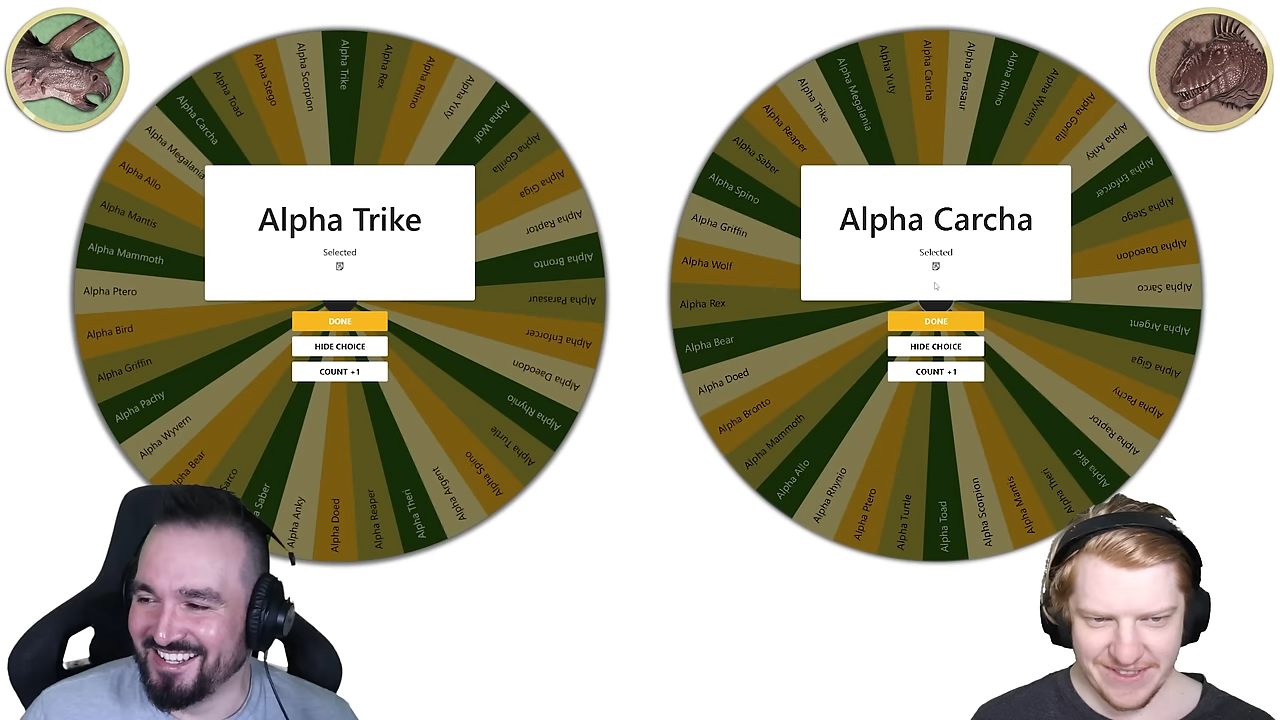 Alpha Trike
Selected
DONE
HIDE CHOICE
COUNT +1
Alpha Trike
Alpha Rex
Alpha Rhino
Alpha Yuty
Alpha Wolf
Alpha Gorilla
Alpha Giga
Alpha Raptor
Alpha Bronto
Alpha Parasaur
Alpha Enforcer
Alpha Daeodon
Alpha Rhynio
Alpha Turtle
Alpha Spino
Alpha Argent
Alpha Theri
Alpha Reaper
Alpha Doed
Alpha Anky
a Saber
Sarco
lpha Bear
Alpha Wyvern
Alpha Pachy
Alpha Griffin
Alpha Bird
Alpha Ptero
Alpha Mammoth
Alpha Mantis
Alpha Allo
Alpha Megalania
Alpha Carcha
Alpha Toad
Alpha Stego
Alpha Scorpion
Alpha Carcha
Selected
DONE
HIDE CHOICE
COUNT +1
Alpha Carcha
Alpha Parasaur
Alpha Rhino
Alpha Wyvern
Alpha Gorilla
Alpha Anky
Alpha Enforcer
Alpha Stego
Alpha Daeodon
Alpha Sarco
Alpha Argent
Alpha Giga
Alpha Pachy
Alpha Raptor
Alpha Bird
Alpha Theri
Alpha Mantis
Alpha Scorpion
Alpha Toad
Alpha Turtle
Alpha Ptero
Alpha Rhynio
Alpha Allo
Alpha Mammoth
Alpha Bronto
Alpha Doed
Alpha Bear
Alpha Rex
Alpha Wolf
Alpha Griffin
Alpha Spino
Alpha Saber
Alpha Reaper
Alpha Trike
Alpha Megalania
Alpha Yuty